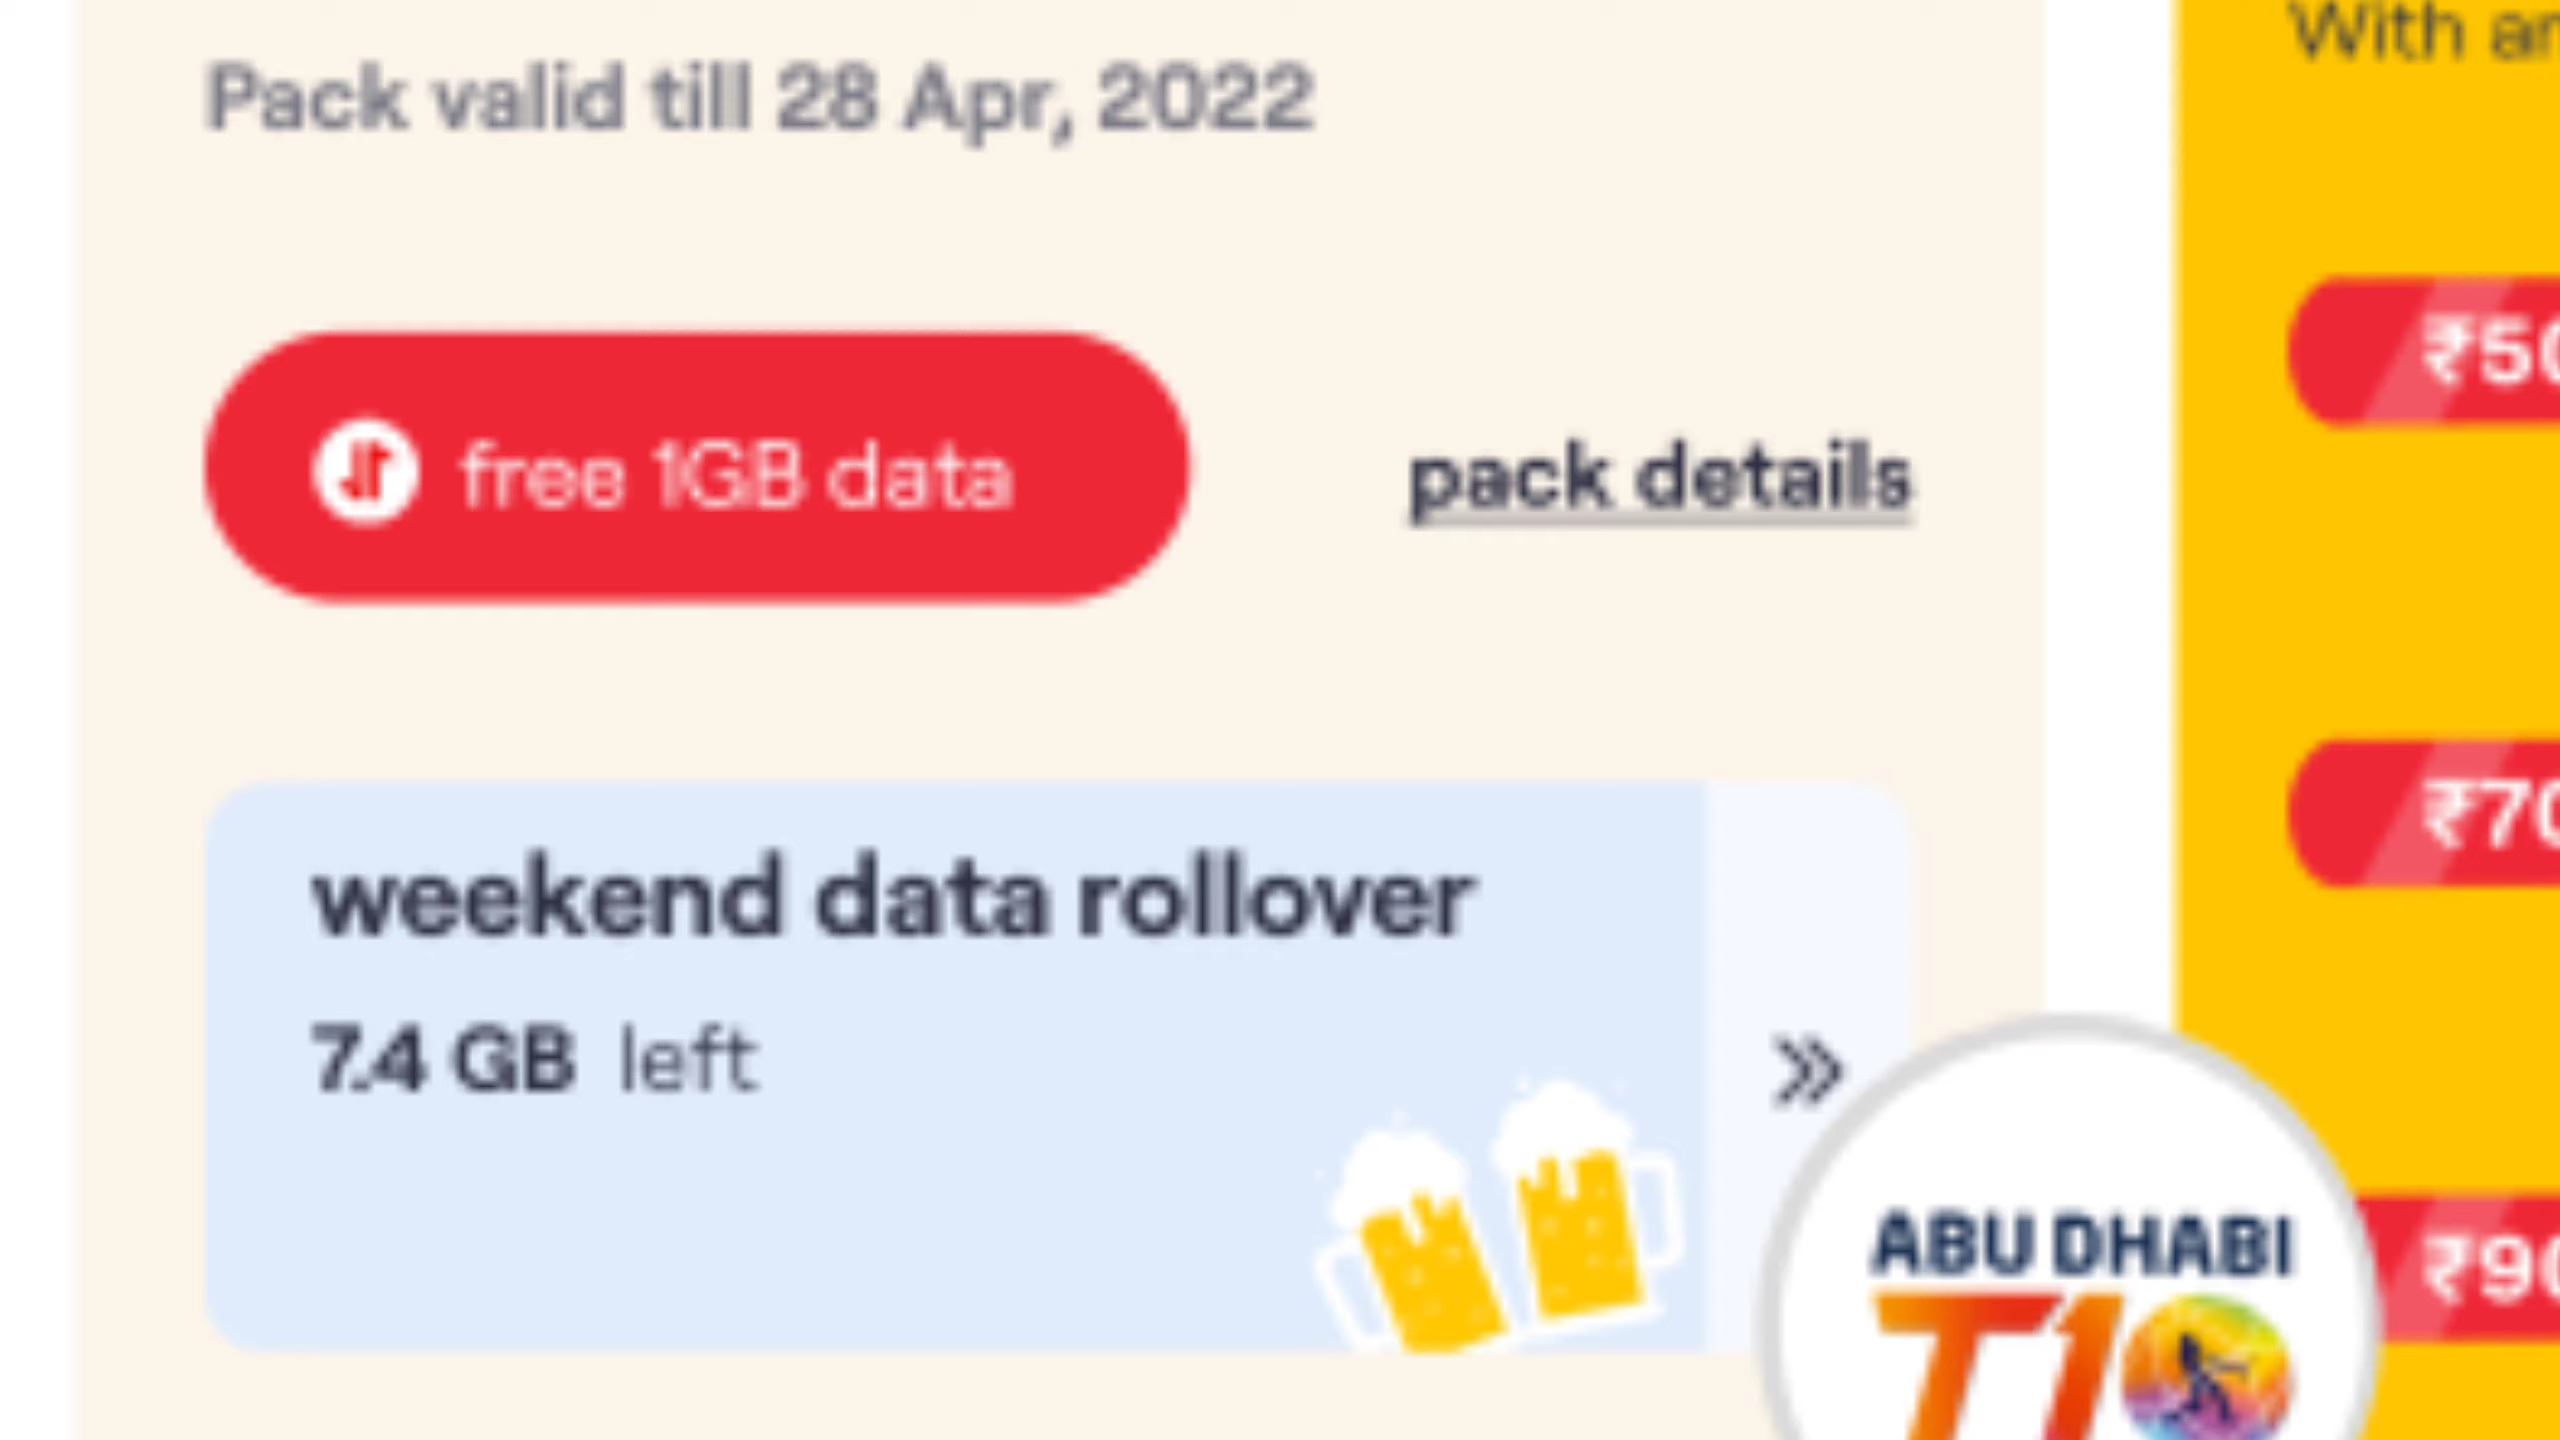 Pack valid till 28 Apr, 2022
free 1GB data
pack details
weekend data rollover
7.4 GB left
ABU DHABI
T10
With